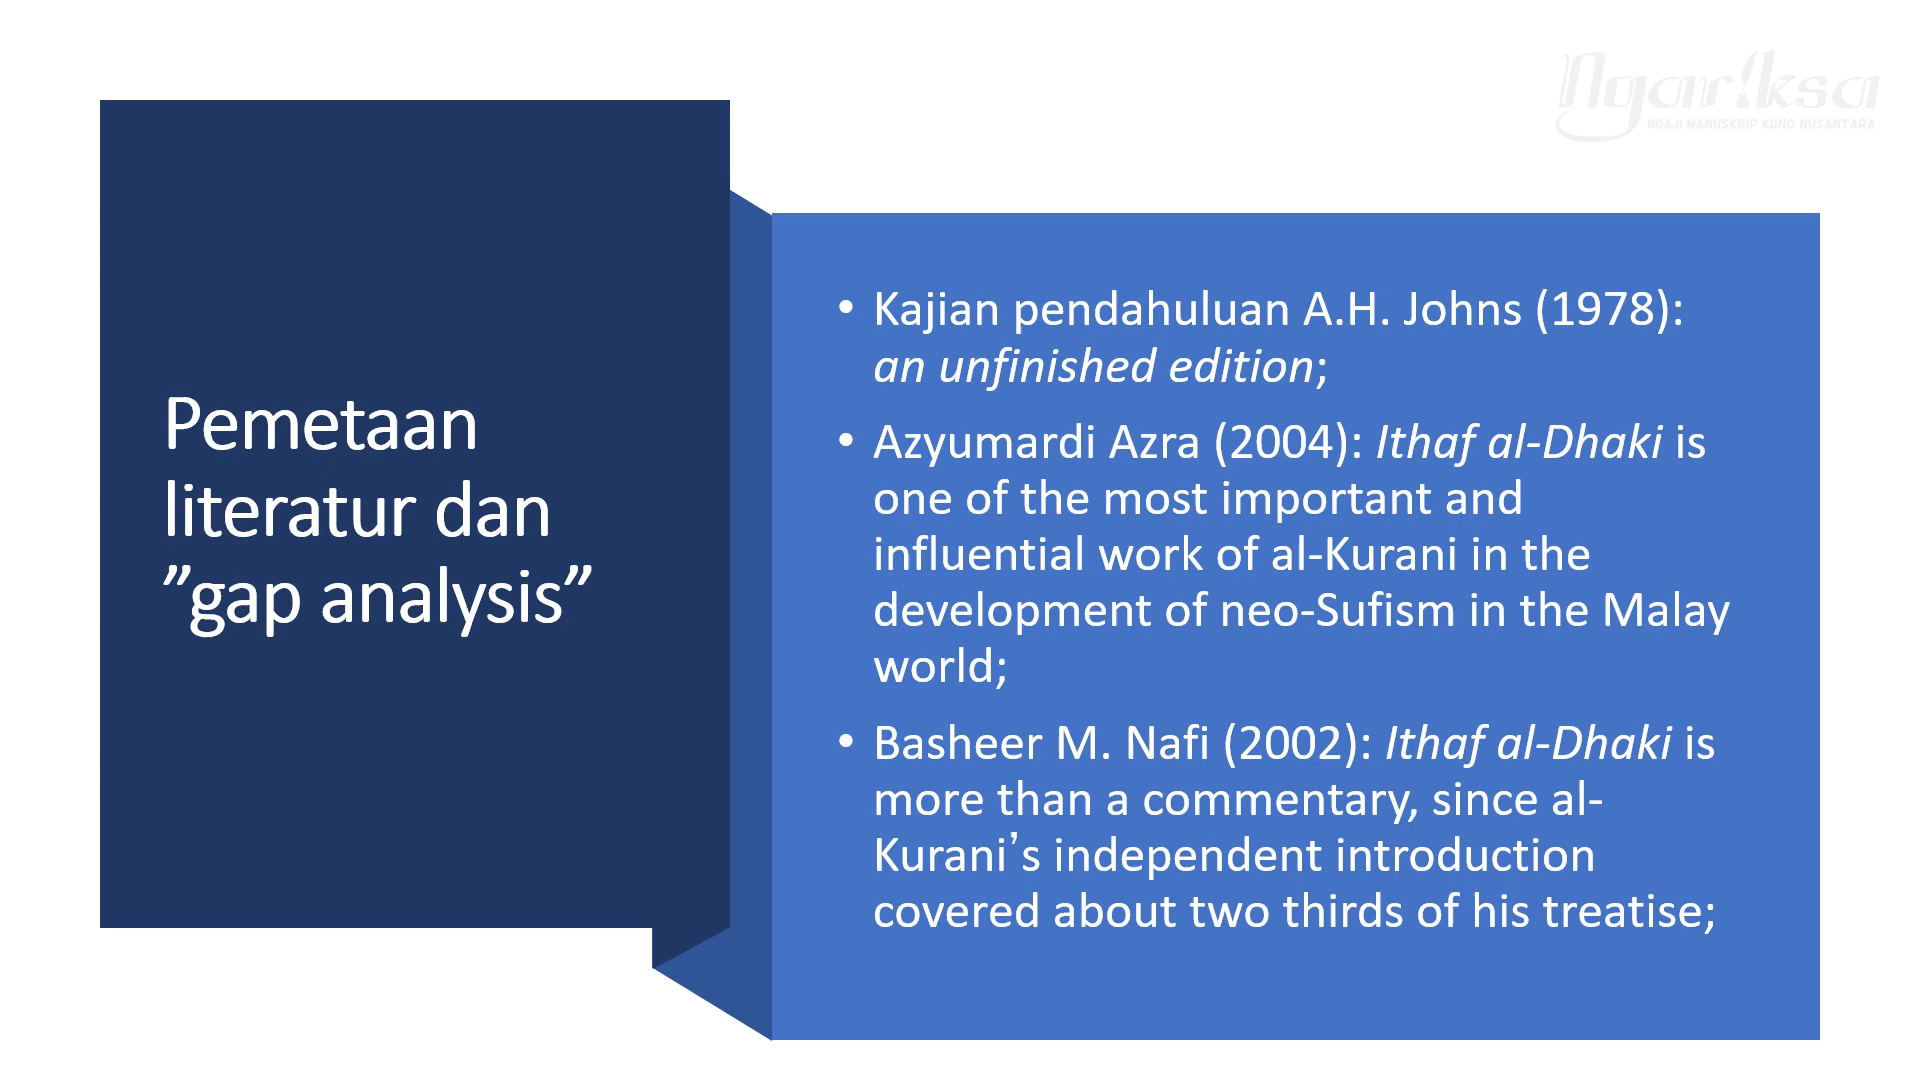 Ngariksa
NGAJI MANUSKRIP KUNO NUSANTARA
Pemetaan
literatur dan
”gap analysis”
• Kajian pendahuluan A.H. Johns (1978):
an unfinished edition;
• Azyumardi Azra (2004): Ithaf al-Dhaki is
one of the most important and
influential work of al-Kurani in the
development of neo-Sufism in the Malay
world;
• Basheer M. Nafi (2002): Ithaf al-Dhaki is
more than a commentary, since al-
Kurani’s independent introduction
covered about two thirds of his treatise;